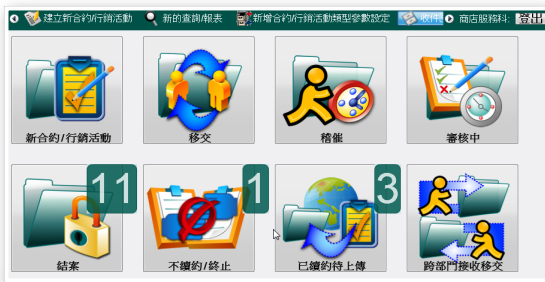 建立新合約/行銷活動 新的查詢/報表 新增合約/行銷活動類型參數設定 收件 商店服務科: 登出
新合約/行銷活動 移交 稽催 審核中
11 1 3
結案 不續約/終止 已續約待上傳 跨部門接收移交